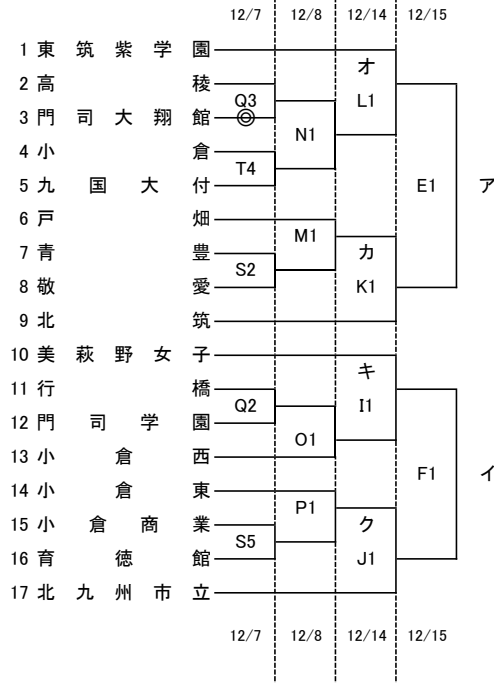 12/7 12/8 12/14 12/15
1 東筑紫学園
オ
2 高稜
Q3 L1
3 門司大翔館
◎
N1
4 小倉
T4
5 九国大付
E1 ア
6 戸畑
M1
7 青豊
カ
S2
8 敬愛
K1
9 北筑
10 美萩野女子
キ
11 行橋
Q2 I1
12 門司学園
O1
13 小倉西
F1 イ
14 小倉東
P1
15 小倉商業
ク
S5
16 育徳館
J1
17 北九州市立
12/7 12/8 12/14 12/15